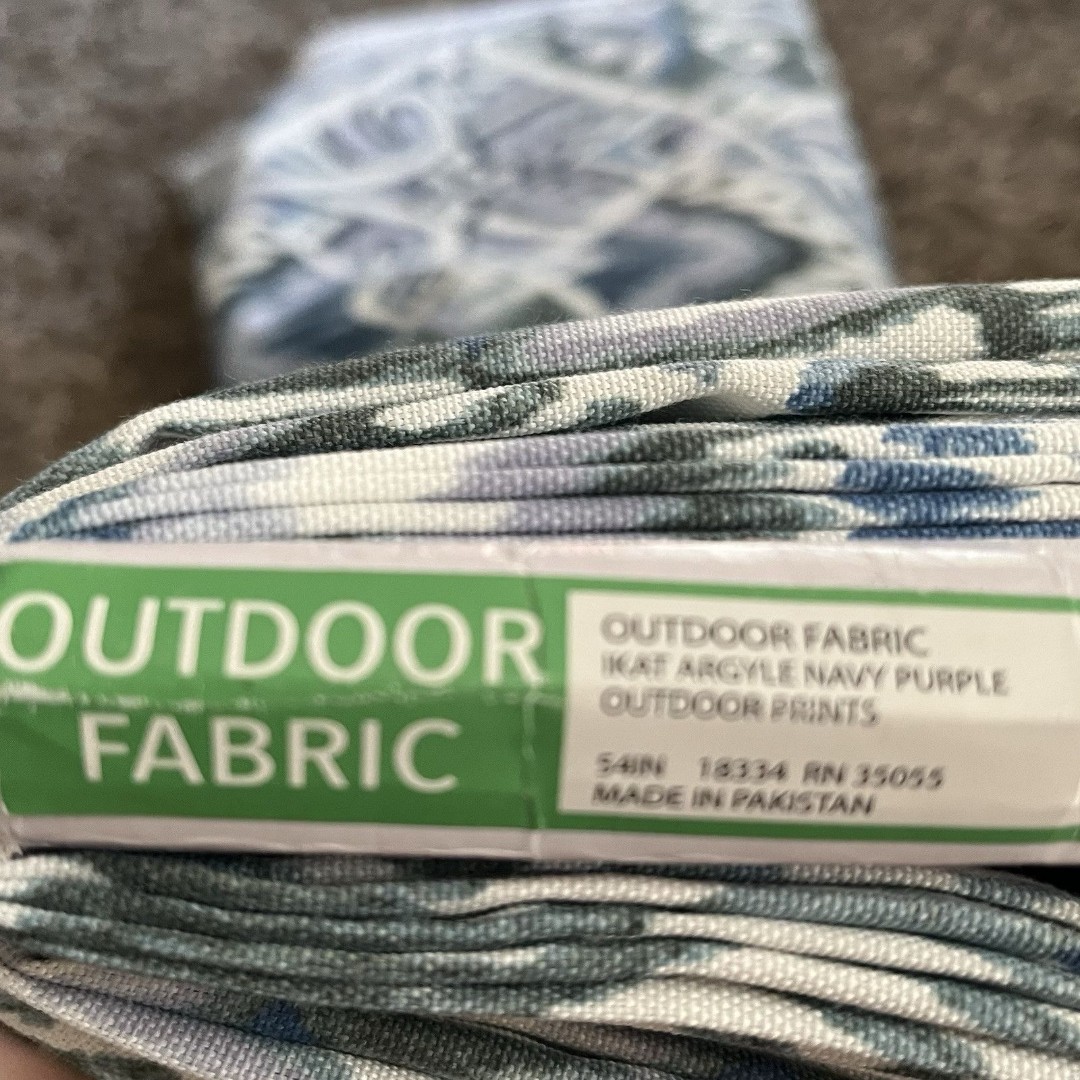 OUTDOOR
FABRIC
OUTDOOR FABRIC
IKAT ARGYLE NAVY PURPLE
OUTDOOR PRINTS
54IN 18334 RN 35055
MADE IN PAKISTAN